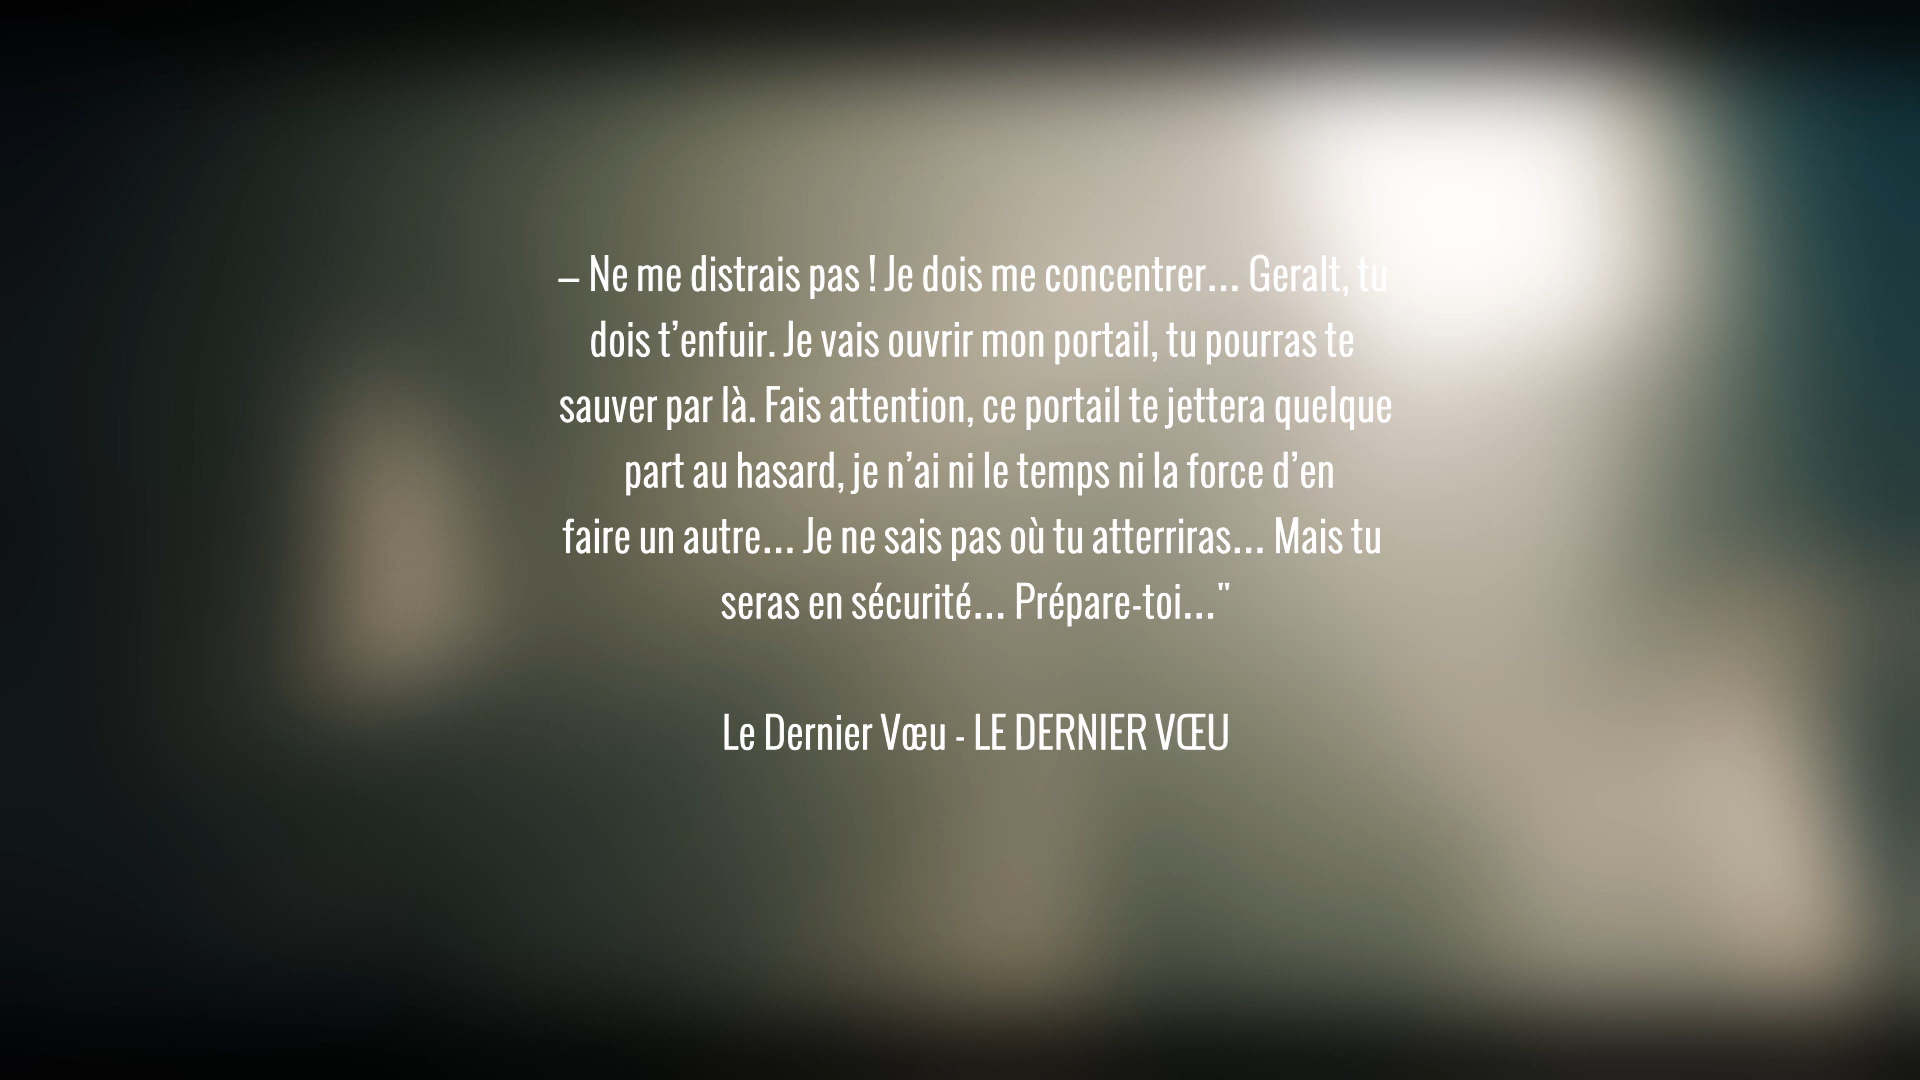 – Ne me distrais pas ! Je dois me concentrer… Geralt, tu
dois t’enfuir. Je vais ouvrir mon portail, tu pourras te
sauver par là. Fais attention, ce portail te jettera quelque
part au hasard, je n’ai ni le temps ni la force d’en
faire un autre… Je ne sais pas où tu atterriras… Mais tu
seras en sécurité… Prépare-toi…"
Le Dernier Vœu - LE DERNIER VŒU